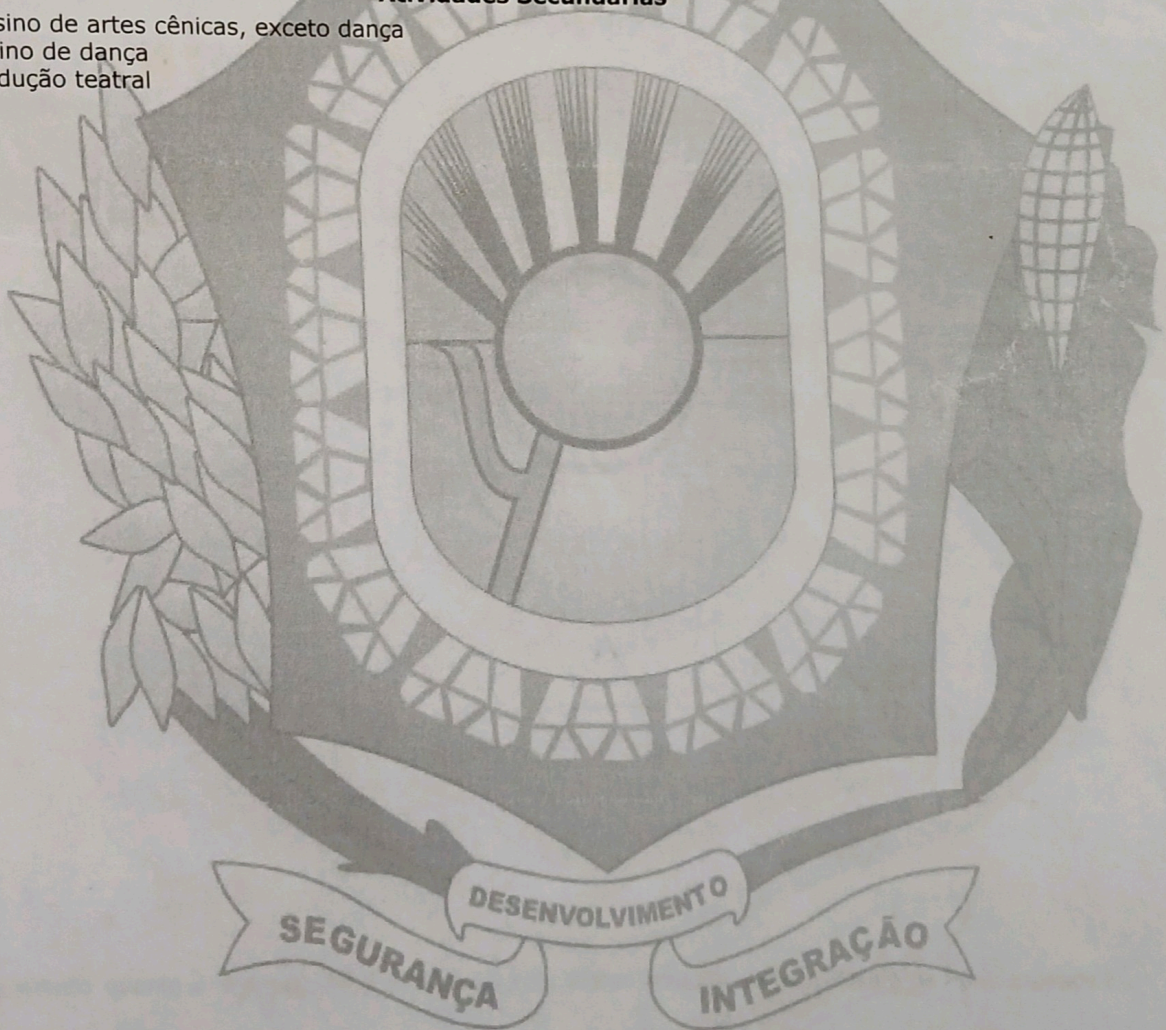 sino de artes cênicas, exceto dança
ino de dança
dução teatral
DESENVOLVIMENTO
SEGURANÇA
INTEGRAÇÃO